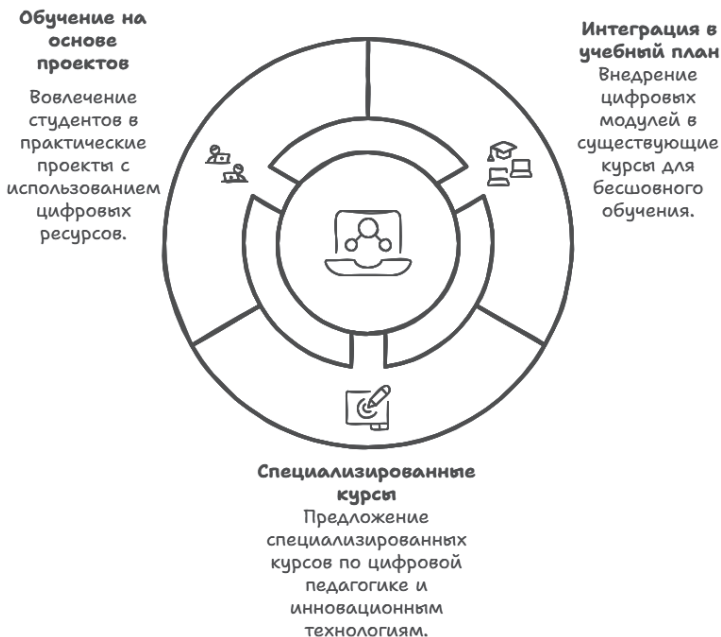 Обучение на
основе
проектов
Вовлечение
студентов в
практические
проекты с
использованием
цифровых
ресурсов.
Интеграция в
учебный план
Внедрение
цифровых
модулей в
существующие
курсы для
бесшовного
обучения.
Специализированные
курсы
Предложение
специализированных
курсов по цифровой
педагогике и
инновационным
технологиям.